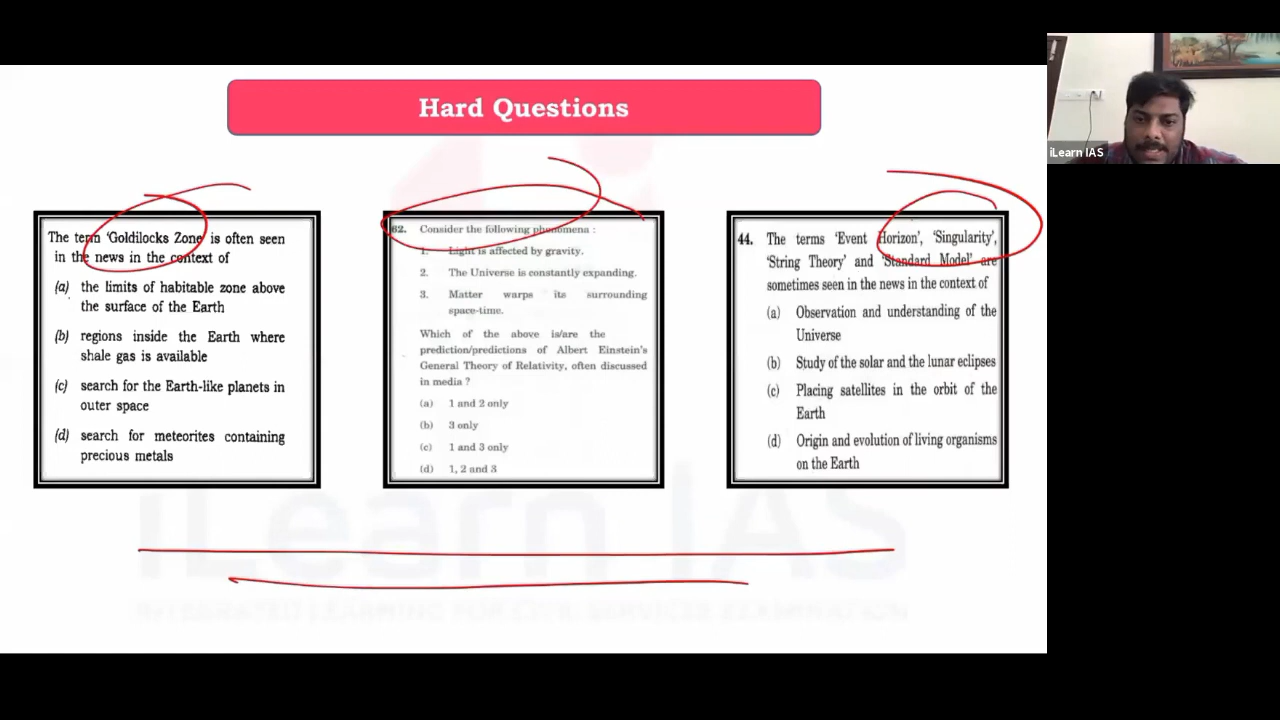 Hard Questions
The term 'Goldilocks Zone' is often seen
in the news in the context of
(a) the limits of habitable zone above
the surface of the Earth
(b) regions inside the Earth where
shale gas is available
(c) search for the Earth-like planets in
outer space
(d) search for meteorites containing
precious metals
62. Consider the following phenomena :
1. Light is affected by gravity.
2. The Universe is constantly expanding.
3. Matter warps its surrounding
space-time.
Which of the above is/are the
prediction/predictions of Albert Einstein's
General Theory of Relativity, often discussed
in media ?
(a) 1 and 2 only
(b) 3 only
(c) 1 and 3 only
(d) 1, 2 and 3
44. The terms 'Event Horizon', 'Singularity',
'String Theory' and 'Standard Model' are
sometimes seen in the news in the context of
(a) Observation and understanding of the
Universe
(b) Study of the solar and the lunar eclipses
(c) Placing satellites in the orbit of the
Earth
(d) Origin and evolution of living organisms
on the Earth
iLearn IAS
iLearn IAS
INTEGRATED LEARNING FOR CIVIL SERVICES EXAMINATION